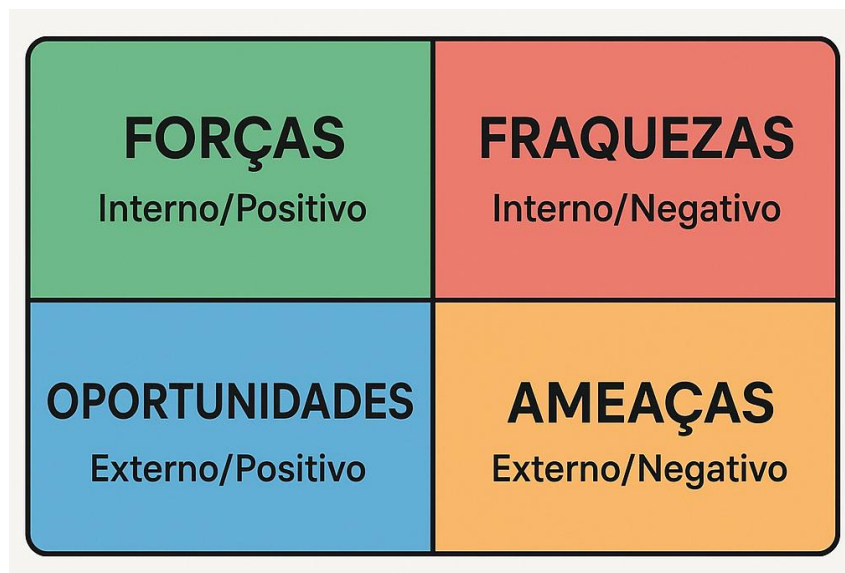 FORÇAS
Interno/Positivo
FRAQUEZAS
Interno/Negativo
OPORTUNIDADES
Externo/Positivo
AMEAÇAS
Externo/Negativo